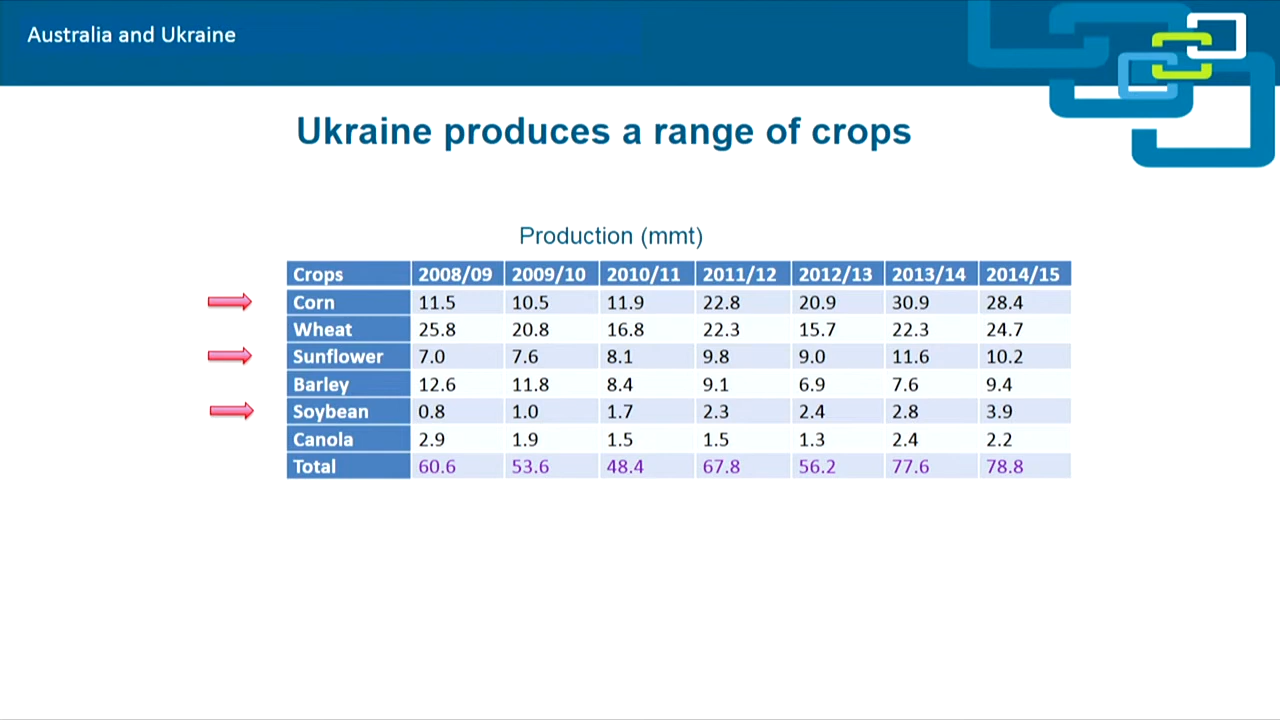 Australia and Ukraine
Ukraine produces a range of crops
Production (mmt)
Crops 2008/09 2009/10 2010/11 2011/12 2012/13 2013/14 2014/15
Corn 11.5 10.5 11.9 22.8 20.9 30.9 28.4
Wheat 25.8 20.8 16.8 22.3 15.7 22.3 24.7
Sunflower 7.0 7.6 8.1 9.8 9.0 11.6 10.2
Barley 12.6 11.8 8.4 9.1 6.9 7.6 9.4
Soybean 0.8 1.0 1.7 2.3 2.4 2.8 3.9
Canola 2.9 1.9 1.5 1.5 1.3 2.4 2.2
Total 60.6 53.6 48.4 67.8 56.2 77.6 78.8